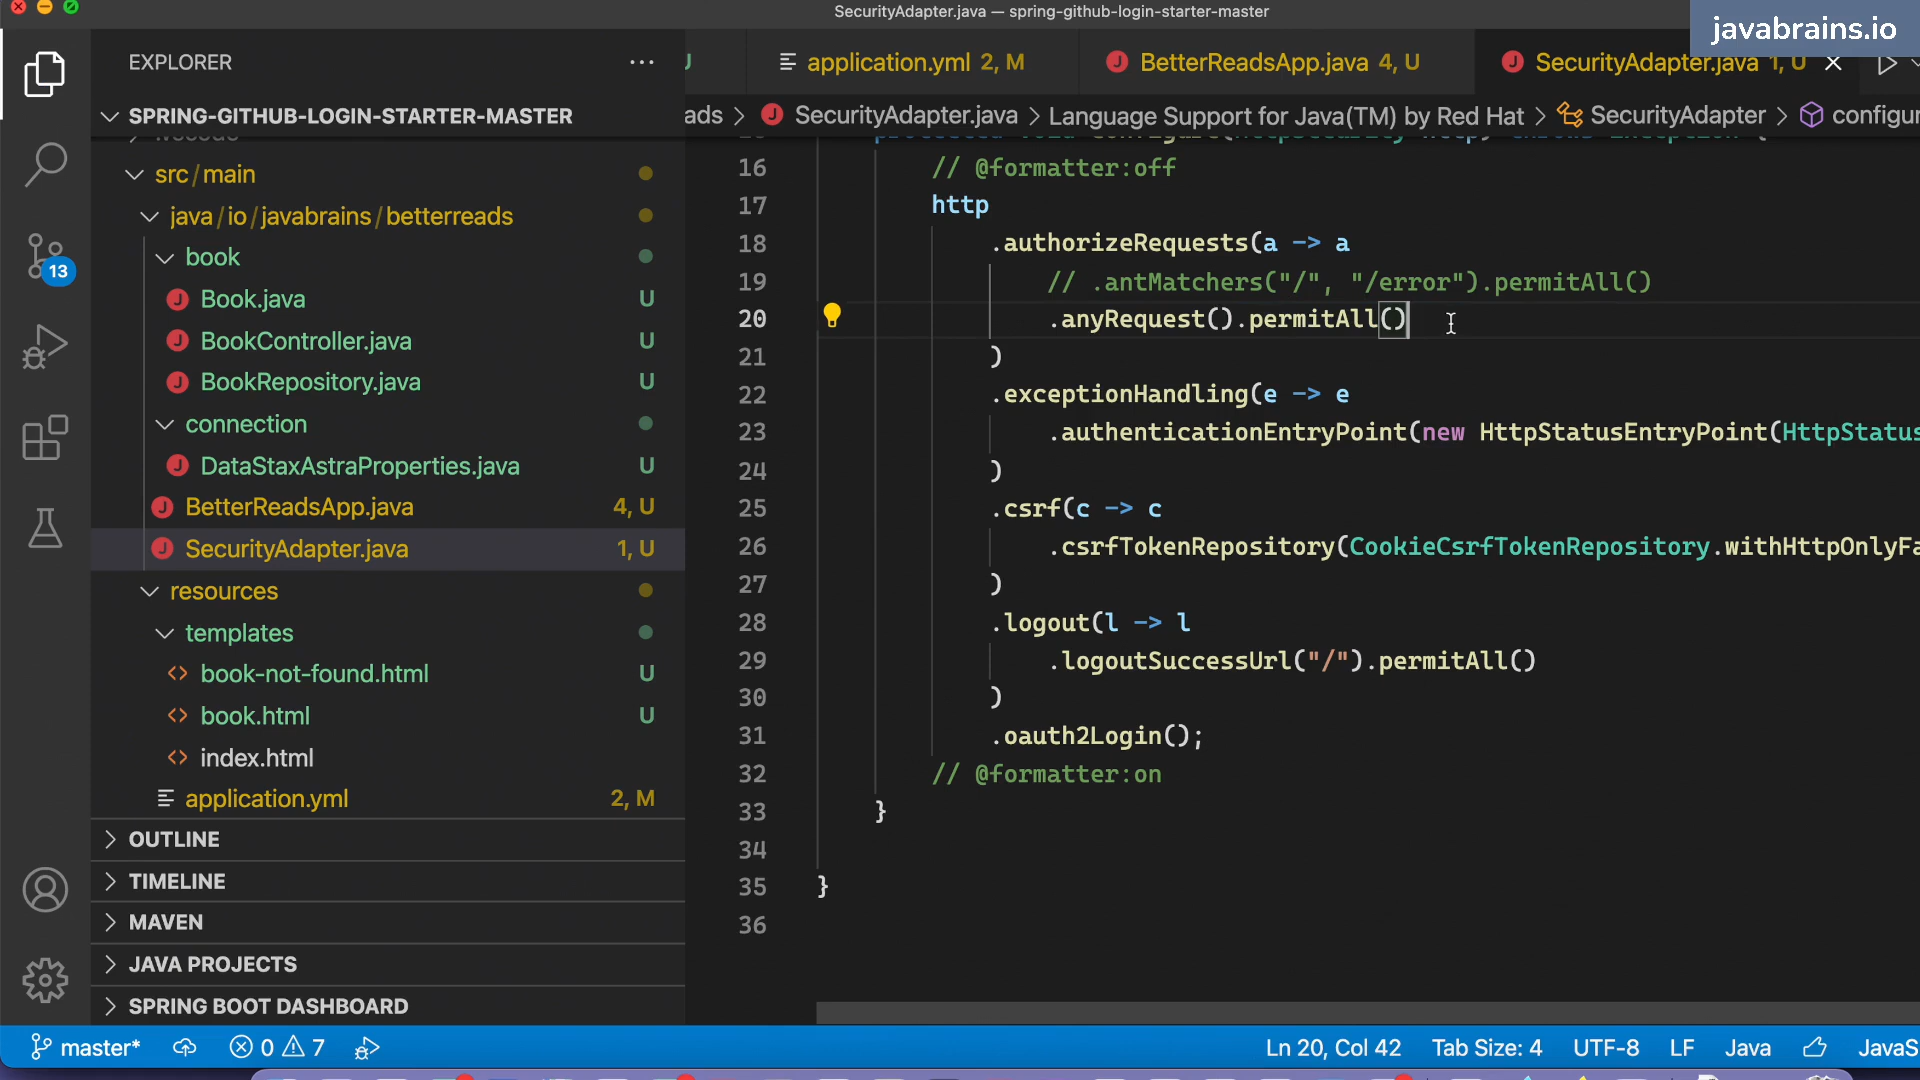 SecurityAdapter.java — spring-github-login-starter-master
javabrains.io
EXPLORER
SPRING-GITHUB-LOGIN-STARTER-MASTER
src/main
java/io/javabrains/betterreads
book
Book.java U
BookController.java U
BookRepository.java U
connection
DataStaxAstraProperties.java U
BetterReadsApp.java 4, U
SecurityAdapter.java 1, U
resources
templates
book-not-found.html U
book.html U
index.html
application.yml 2, M
OUTLINE
TIMELINE
MAVEN
JAVA PROJECTS
SPRING BOOT DASHBOARD
13
U application.yml 2, M BetterReadsApp.java 4, U SecurityAdapter.java 1, U
ads > SecurityAdapter.java > Language Support for Java(TM) by Red Hat > SecurityAdapter > configur
16 // @formatter:off
17 http
18 .authorizeRequests(a -> a
19 // .antMatchers("/", "/error").permitAll()
20 .anyRequest().permitAll()
21 )
22 .exceptionHandling(e -> e
23 .authenticationEntryPoint(new HttpStatusEntryPoint(HttpStatus
24 )
25 .csrf(c -> c
26 .csrfTokenRepository(CookieCsrfTokenRepository.withHttpOnlyFa
27 )
28 .logout(l -> l
29 .logoutSuccessUrl("/").permitAll()
30 )
31 .oauth2Login();
32 // @formatter:on
33 }
34
35 }
36
master* 0 7 Ln 20, Col 42 Tab Size: 4 UTF-8 LF Java JavaS